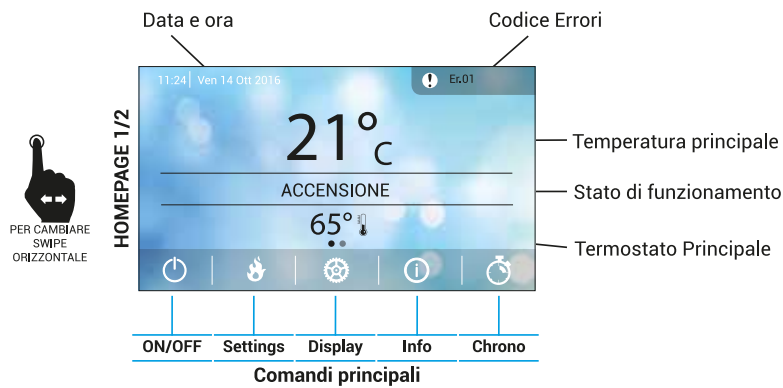 Data e ora
Codice Errori
11:24 Ven 14 Ott 2016
Er.01
HOMEPAGE 1/2
21°C
Temperatura principale
ACCENSIONE
Stato di funzionamento
65°
Termostato Principale
PER CAMBIARE
SWIPE
ORIZZONTALE
ON/OFF Settings Display Info Chrono
Comandi principali